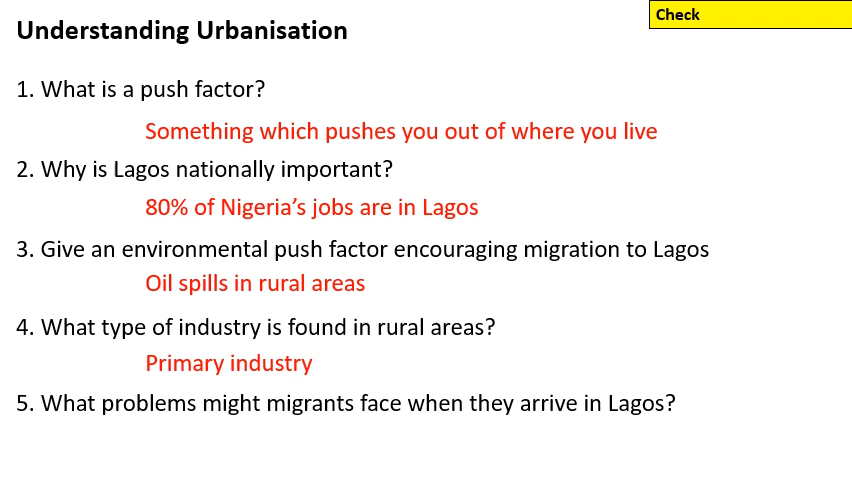 Understanding Urbanisation
Check
1. What is a push factor?
Something which pushes you out of where you live
2. Why is Lagos nationally important?
80% of Nigeria’s jobs are in Lagos
3. Give an environmental push factor encouraging migration to Lagos
Oil spills in rural areas
4. What type of industry is found in rural areas?
Primary industry
5. What problems might migrants face when they arrive in Lagos?